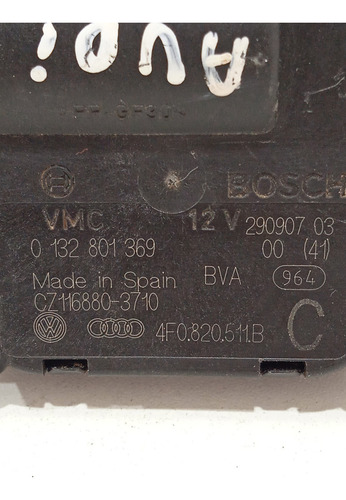 AUDI
BOSCH
VMC 12 V 290907 03
0 132 801 369 00 (41)
Made in Spain BVA 964
CZ116880-3710
4F0.820.511.B C